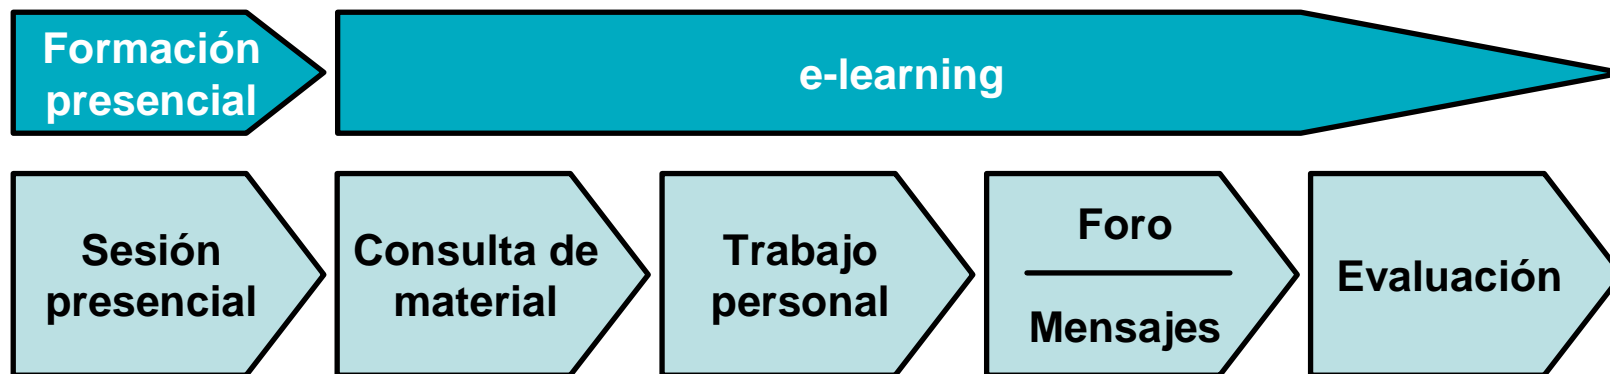 Formación
presencial
e-learning
Sesión
presencial
Consulta de
material
Trabajo
personal
Foro
Mensajes
Evaluación